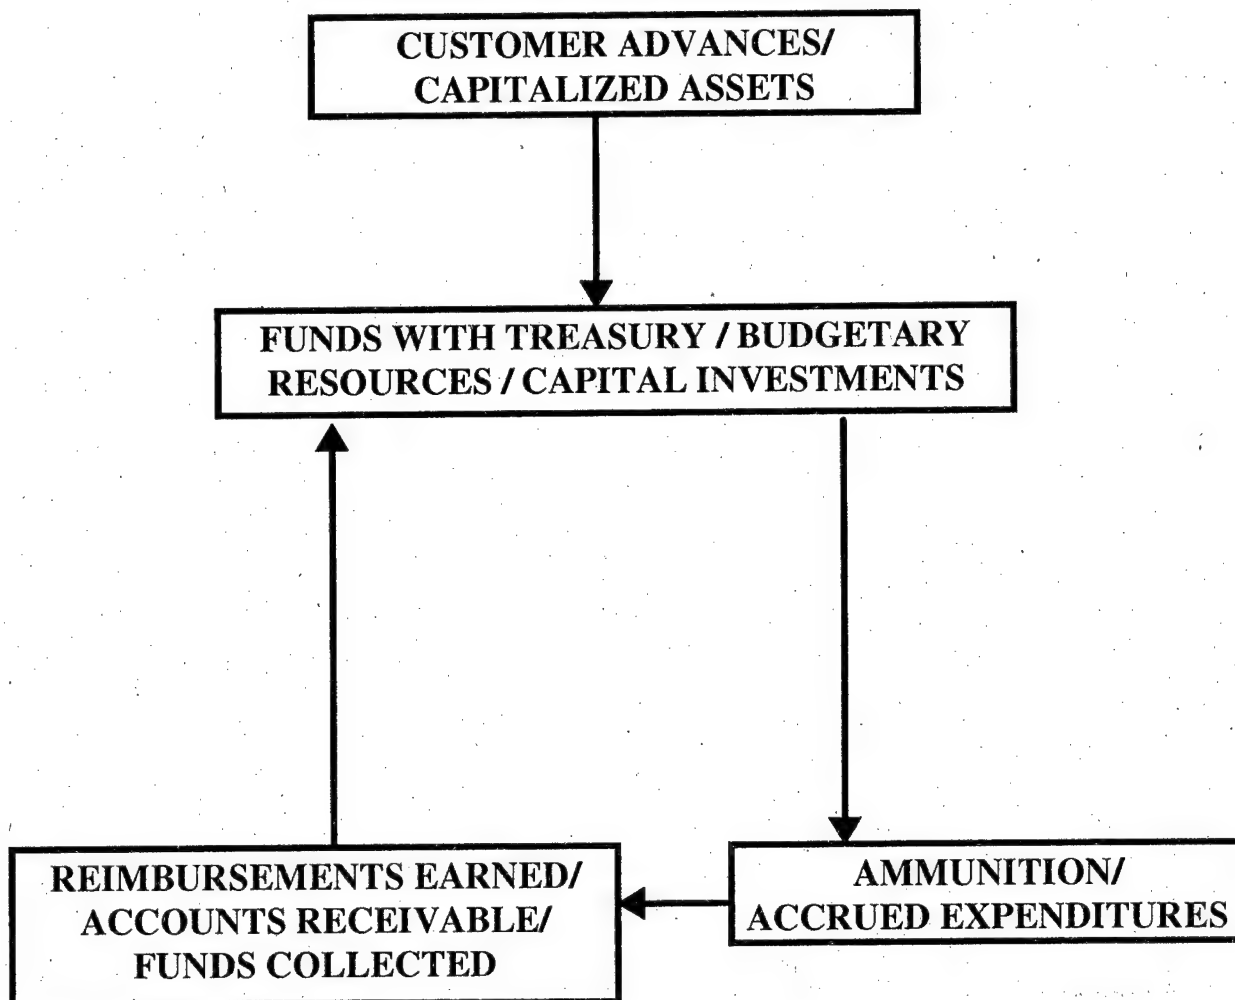 CUSTOMER ADVANCES/
CAPITALIZED ASSETS
FUNDS WITH TREASURY / BUDGETARY
RESOURCES / CAPITAL INVESTMENTS
REIMBURSEMENTS EARNED/
ACCOUNTS RECEIVABLE/
FUNDS COLLECTED
AMMUNITION/
ACCRUED EXPENDITURES